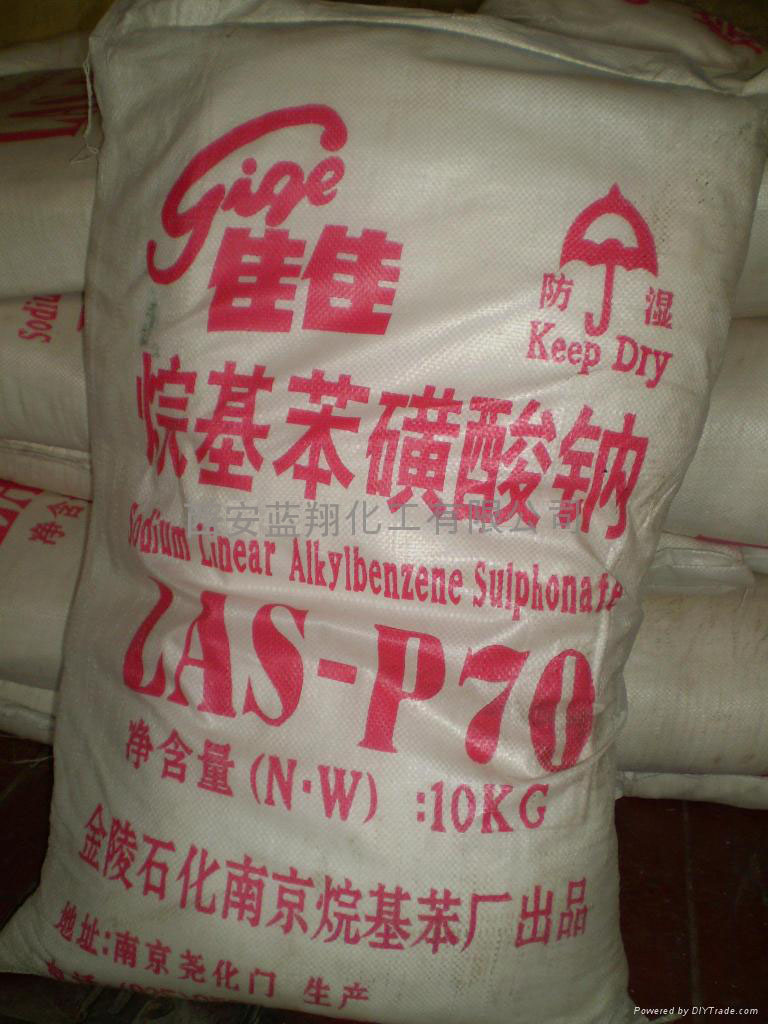 Gige
佳佳
防 湿
Keep Dry
烷基苯磺酸钠
安蓝翔化工有限公司
Sodium Linear Alkylbenzene Sulphonate
LAS-P70
净含量(N·W) :10KG
金陵石化南京烷基苯厂出品
地址:南京尧化门 生产
Sodiu
净含
Powered by DIYTrade.com